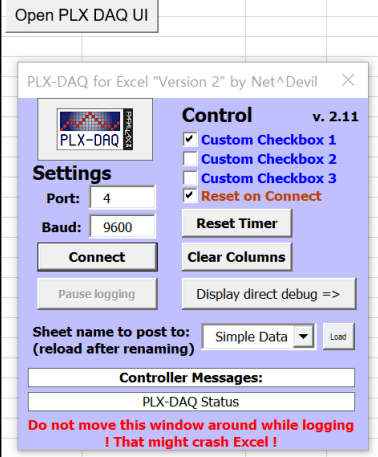 Open PLX DAQ UI
PLX-DAQ for Excel "Version 2" by Net^Devil
PLX-DAQ
PARALLAX
Control v. 2.11
Custom Checkbox 1
Custom Checkbox 2
Custom Checkbox 3
Reset on Connect
Settings
Port: 4
Baud: 9600
Reset Timer
Connect
Clear Columns
Pause logging
Display direct debug =>
Sheet name to post to:
(reload after renaming)
Simple Data
Load
Controller Messages:
PLX-DAQ Status
Do not move this window around while logging
! That might crash Excel !